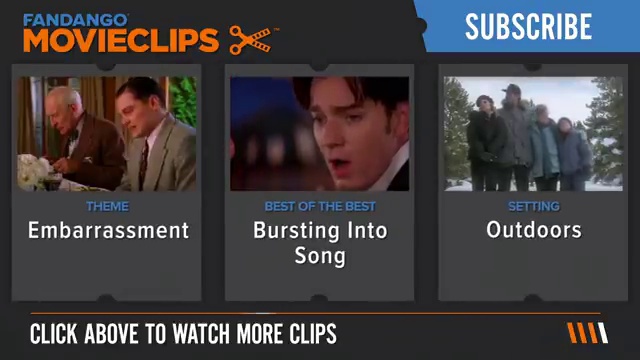 FANDANGO
MOVIECLIPS™
SUBSCRIBE
THEME
Embarrassment
BEST OF THE BEST
Bursting Into
Song
SETTING
Outdoors
CLICK ABOVE TO WATCH MORE CLIPS